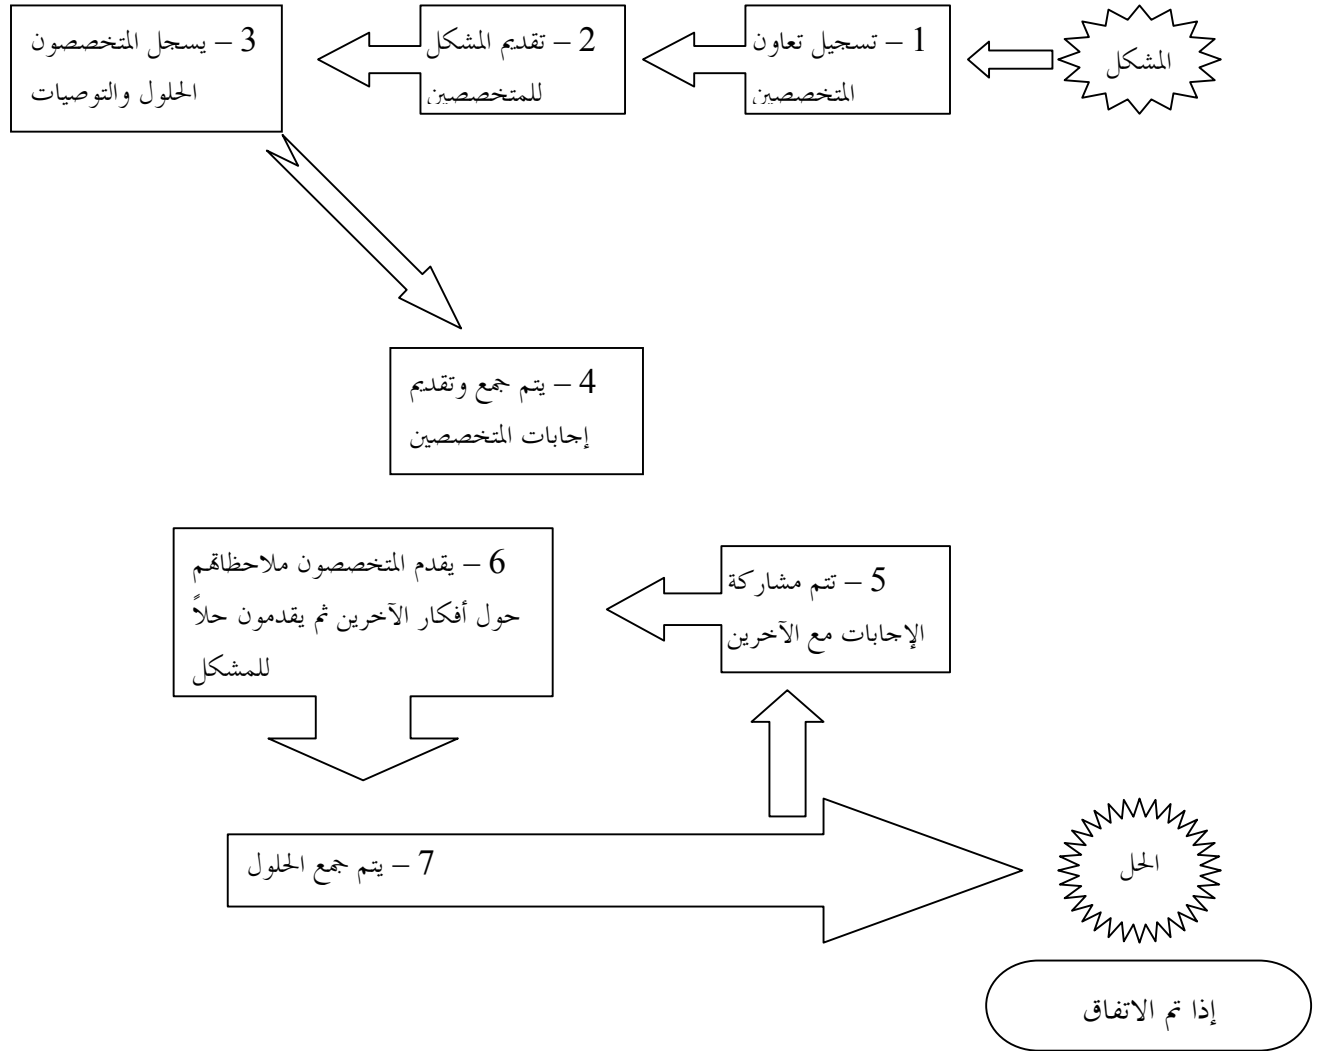 المشكل
1 – تسجيل تعاون
المتخصصين
2 – تقديم المشكل
للمتخصصين
3 – يسجل المتخصصون
الحلول والتوصيات
4 – يتم جمع وتقديم
إجابات المتخصصين
5 – تتم مشاركة
الإجابات مع الآخرين
6 – يقدم المتخصصون ملاحظاتهم
حول أفكار الآخرين ثم يقدمون حلاً
للمشكل
7 – يتم جمع الحلول
الحل
إذا تم الاتفاق